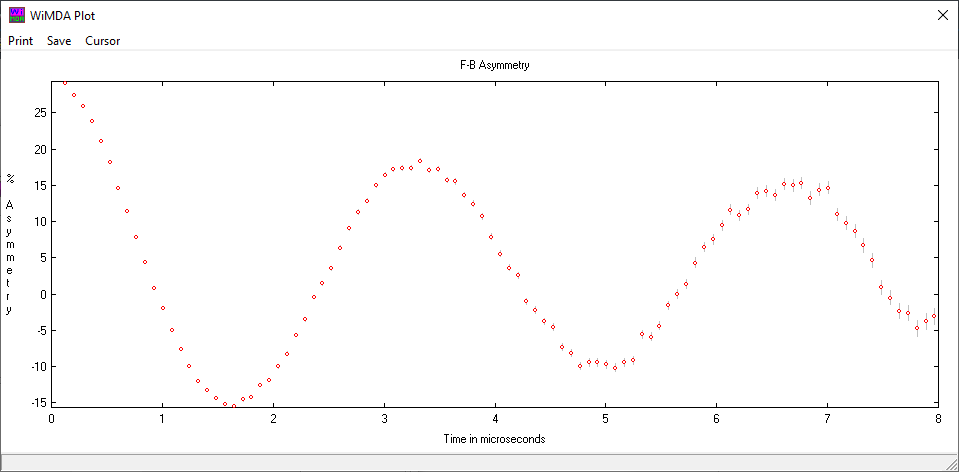 WiMDA Plot
Print Save Cursor
F-B Asymmetry
25
20
15
10
5
0
-5
-10
-15
% Asymmetry
0 1 2 3 4 5 6 7 8
Time in microseconds